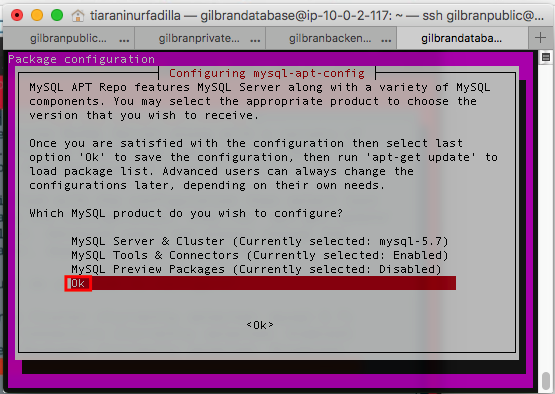 tiaraninurfadilla — gilbrandatabase@ip-10-0-2-117: ~ — ssh gilbranpublic@...
gilbranpublic... ... gilbranprivate... ... gilbranbacken... ... gilbrandataba... ...
Package configuration
Configuring mysql-apt-config
MySQL APT Repo features MySQL Server along with a variety of MySQL
components. You may select the appropriate product to choose the
version that you wish to receive.
Once you are satisfied with the configuration then select last
option 'Ok' to save the configuration, then run 'apt-get update' to
load package list. Advanced users can always change the
configurations later, depending on their own needs.
Which MySQL product do you wish to configure?
MySQL Server & Cluster (Currently selected: mysql-5.7)
MySQL Tools & Connectors (Currently selected: Enabled)
MySQL Preview Packages (Currently selected: Disabled)
Ok
<Ok>